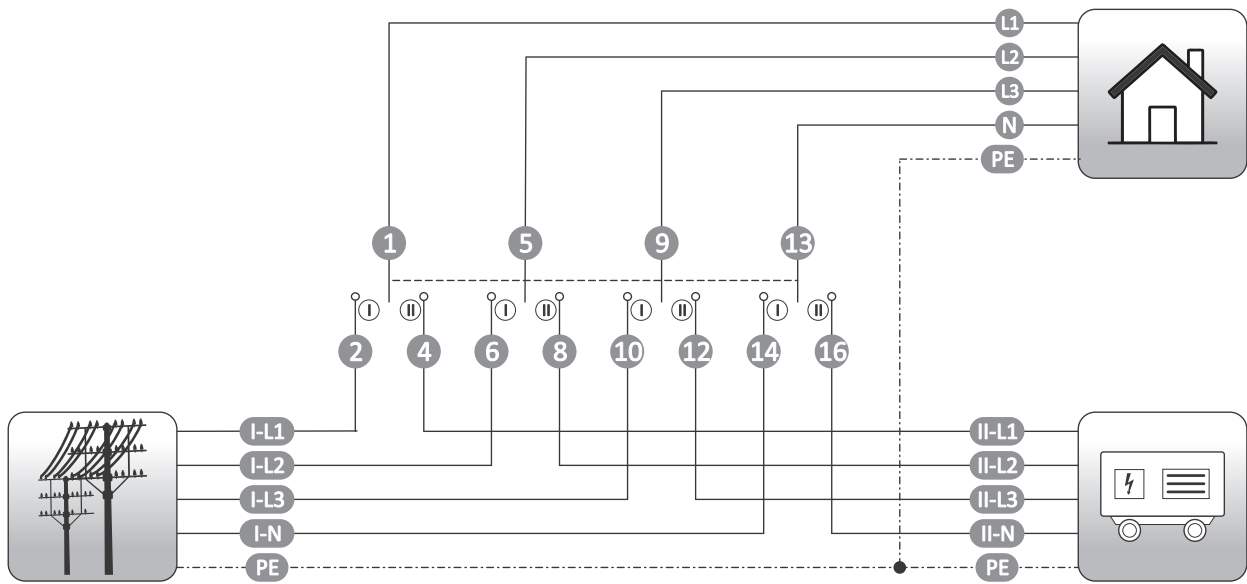 L1
L2
L3
N
PE
1 5 9 13
I II I II I II I II
2 4 6 8 10 12 14 16
I-L1 II-L1
I-L2 II-L2
I-L3 II-L3
I-N II-N
PE PE